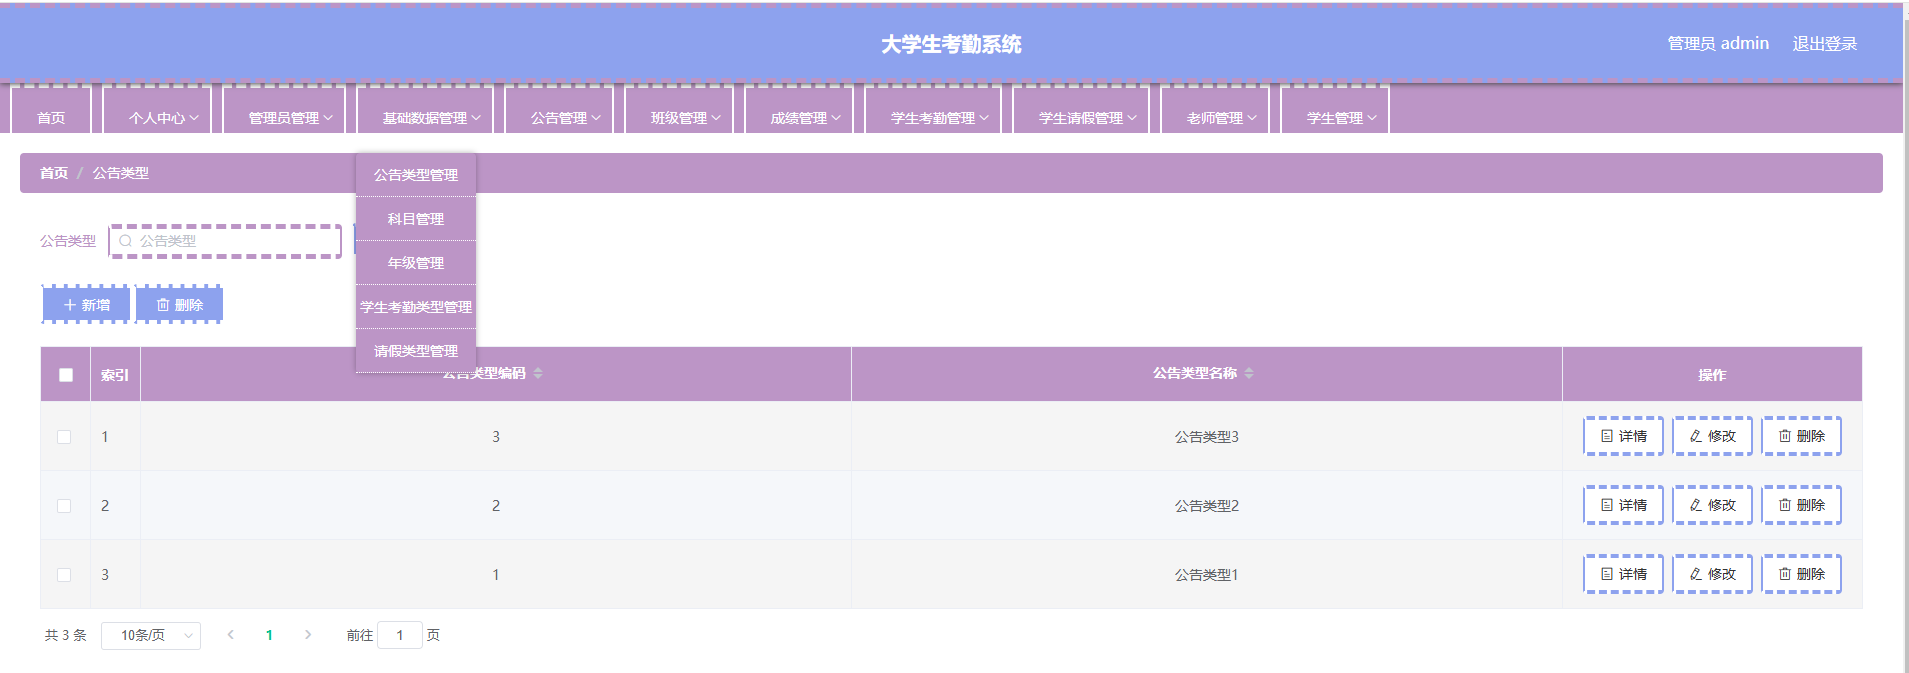 大学生考勤系统
管理员 admin 退出登录
首页 个人中心 管理员管理 基础数据管理 公告管理 班级管理 成绩管理 学生考勤管理 学生请假管理 老师管理 学生管理
首页 / 公告类型
公告类型管理
科目管理
年级管理
学生考勤类型管理
请假类型管理
公告类型 公告类型
新增 删除
索引 公告类型编码 公告类型名称 操作
1 3 公告类型3 详情 修改 删除
2 2 公告类型2 详情 修改 删除
3 1 公告类型1 详情 修改 删除
共 3 条 10条/页 1 前往 1 页